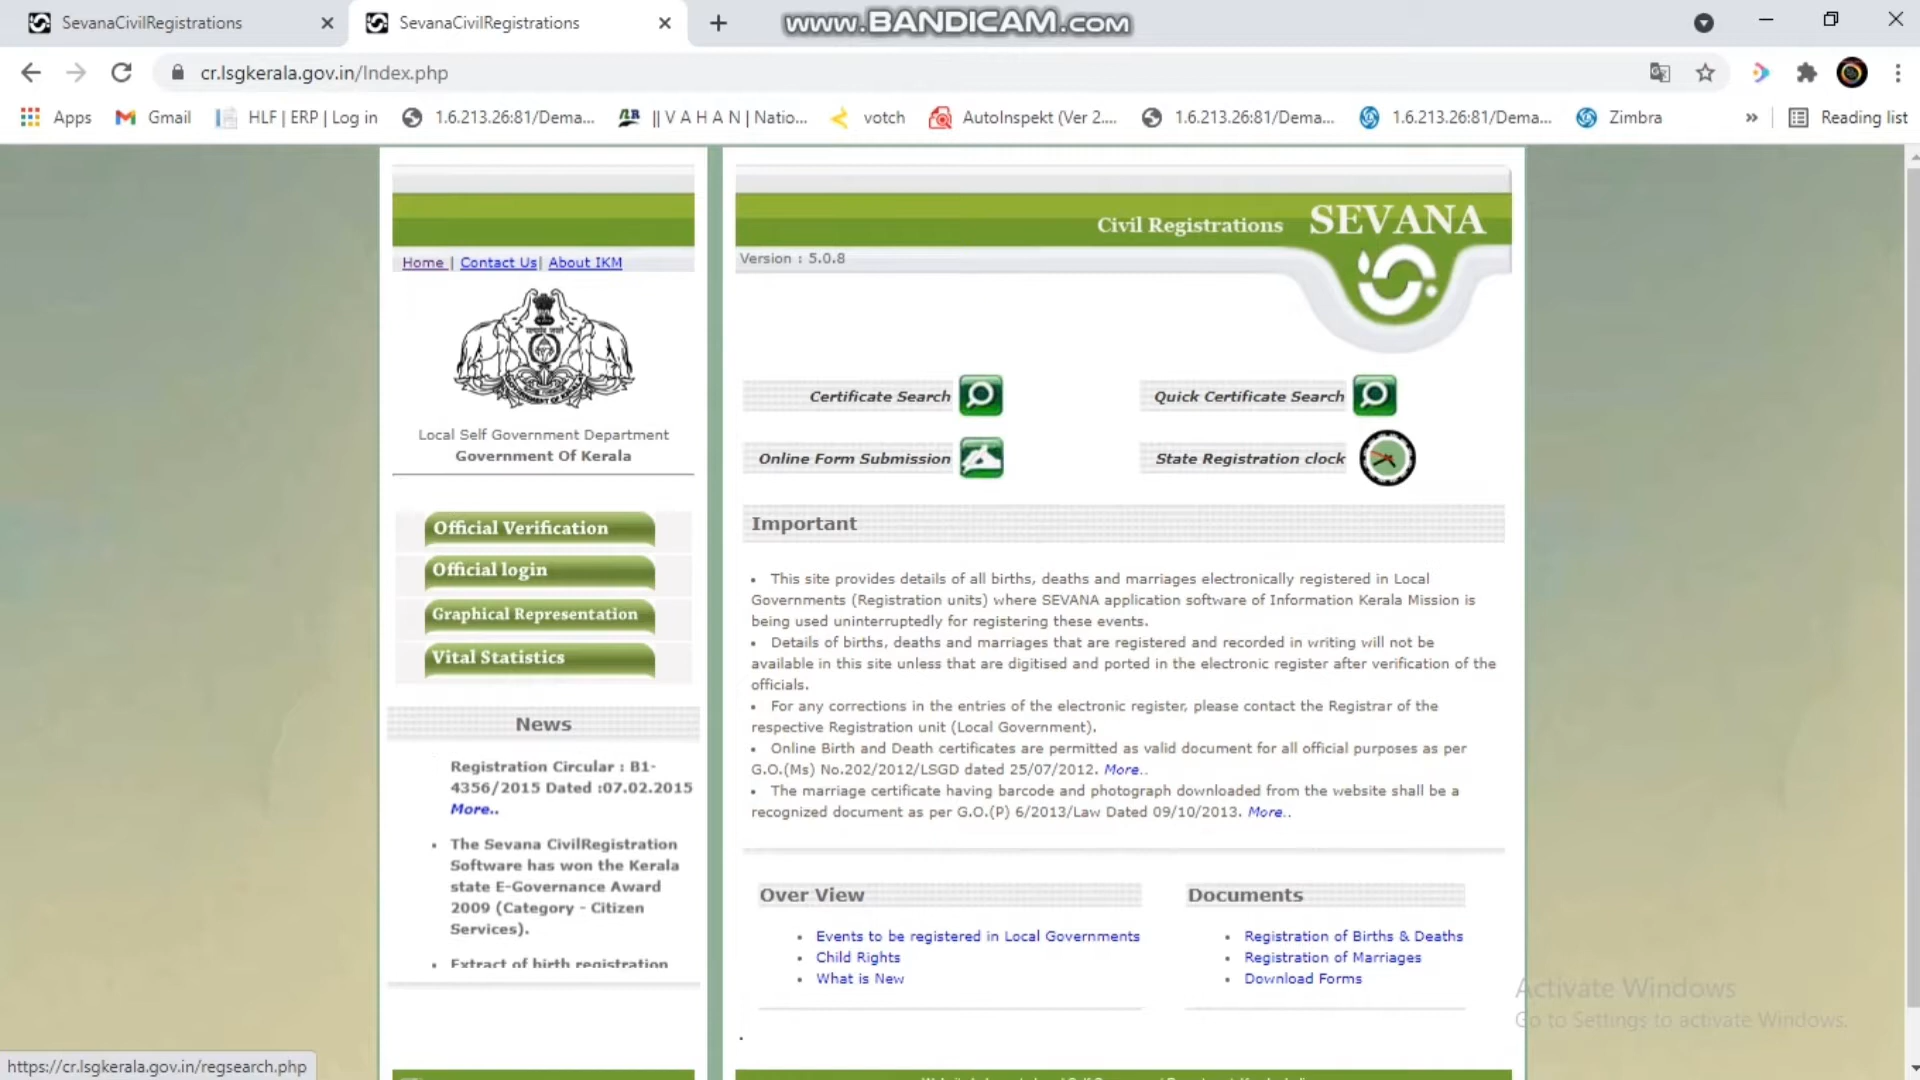 SevanaCivilRegistrations
SevanaCivilRegistrations
www.BANDICAM.com
cr.lsgkerala.gov.in/Index.php
Apps
Gmail
HLF | ERP | Log in
1.6.213.26:81/Dema...
|| V A H A N | Natio...
votch
AutoInspekt (Ver 2....
1.6.213.26:81/Dema...
1.6.213.26:81/Dema...
Zimbra
»
Reading list
Civil Registrations SEVANA
Version : 5.0.8
Home | Contact Us| About IKM
Local Self Government Department
Government Of Kerala
Official Verification
Official login
Graphical Representation
Vital Statistics
News
Registration Circular : B1-
4356/2015 Dated :07.02.2015
More..
• The Sevana CivilRegistration
Software has won the Kerala
state E-Governance Award
2009 (Category - Citizen
Services).
• Extract of birth registration
Certificate Search
Quick Certificate Search
Online Form Submission
State Registration clock
Important
• This site provides details of all births, deaths and marriages electronically registered in Local
Governments (Registration units) where SEVANA application software of Information Kerala Mission is
being used uninterruptedly for registering these events.
• Details of births, deaths and marriages that are registered and recorded in writing will not be
available in this site unless that are digitised and ported in the electronic register after verification of the
officials.
• For any corrections in the entries of the electronic register, please contact the Registrar of the
respective Registration unit (Local Government).
• Online Birth and Death certificates are permitted as valid document for all official purposes as per
G.O.(Ms) No.202/2012/LSGD dated 25/07/2012. More..
• The marriage certificate having barcode and photograph downloaded from the website shall be a
recognized document as per G.O.(P) 6/2013/Law Dated 09/10/2013. More..
Over View
• Events to be registered in Local Governments
• Child Rights
• What is New
Documents
• Registration of Births & Deaths
• Registration of Marriages
• Download Forms
.
Activate Windows
Go to Settings to activate Windows.
https://cr.lsgkerala.gov.in/regsearch.php